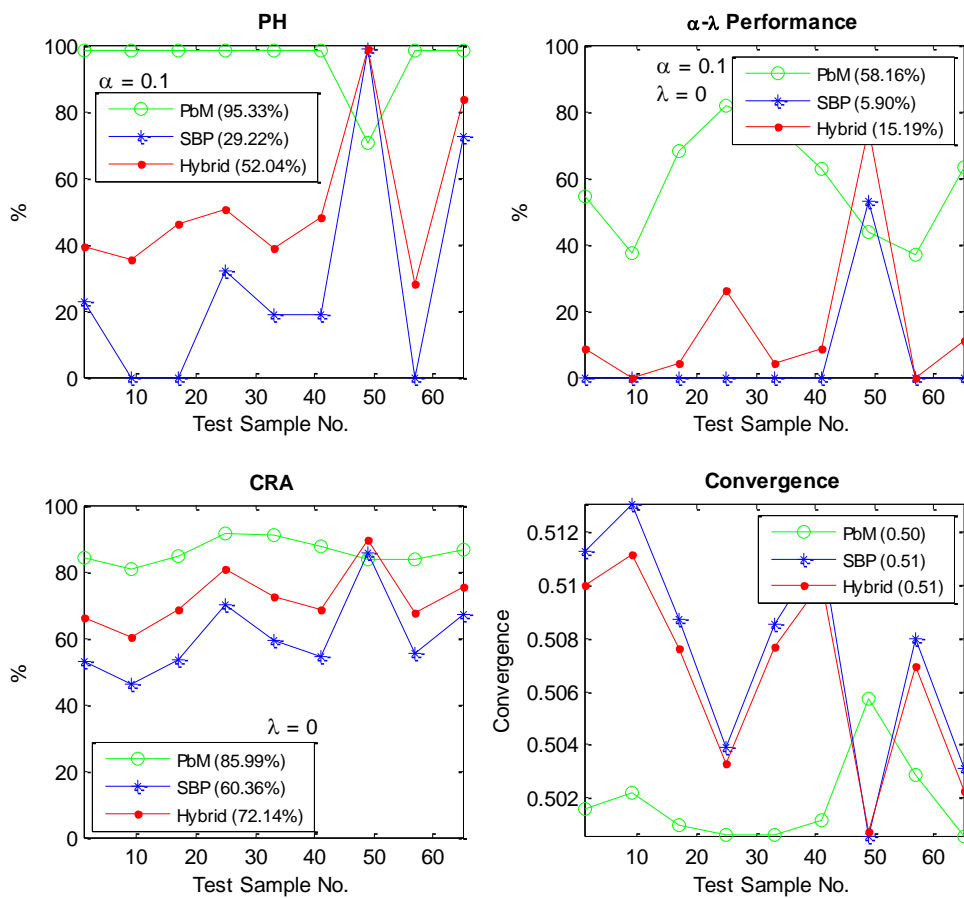 PH
100
80
60
40
20
0
%
α = 0.1
PbM (95.33%)
SBP (29.22%)
Hybrid (52.04%)
10 20 30 40 50 60
Test Sample No.
α-λ Performance
100
80
60
40
20
0
%
α = 0.1
λ = 0
PbM (58.16%)
SBP (5.90%)
Hybrid (15.19%)
10 20 30 40 50 60
Test Sample No.
CRA
100
80
60
40
20
0
%
λ = 0
PbM (85.99%)
SBP (60.36%)
Hybrid (72.14%)
10 20 30 40 50 60
Test Sample No.
Convergence
0.512
0.51
0.508
0.506
0.504
0.502
Convergence
PbM (0.50)
SBP (0.51)
Hybrid (0.51)
10 20 30 40 50 60
Test Sample No.